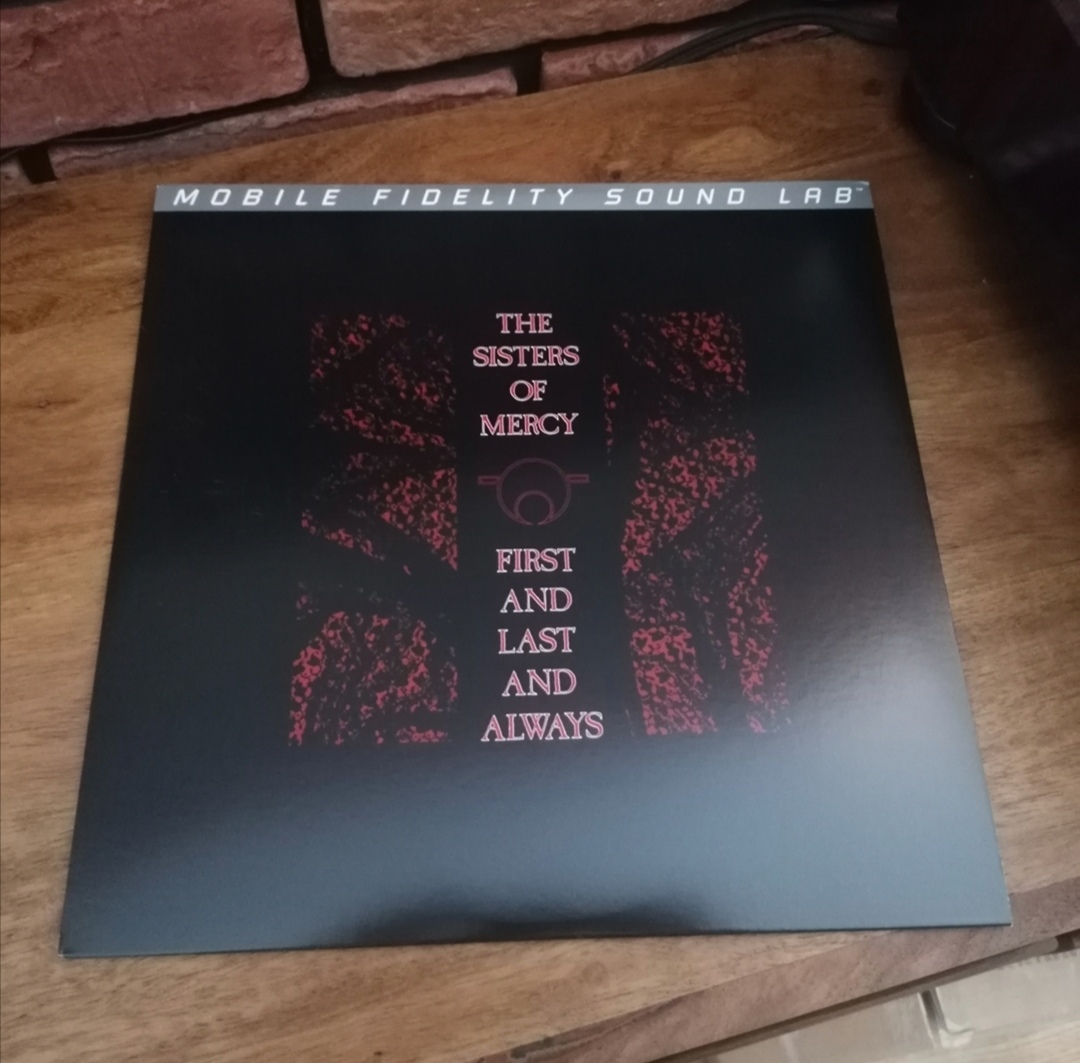 MOBILE FIDELITY SOUND LAB™
THE
SISTERS
OF
MERCY
FIRST
AND
LAST
AND
ALWAYS